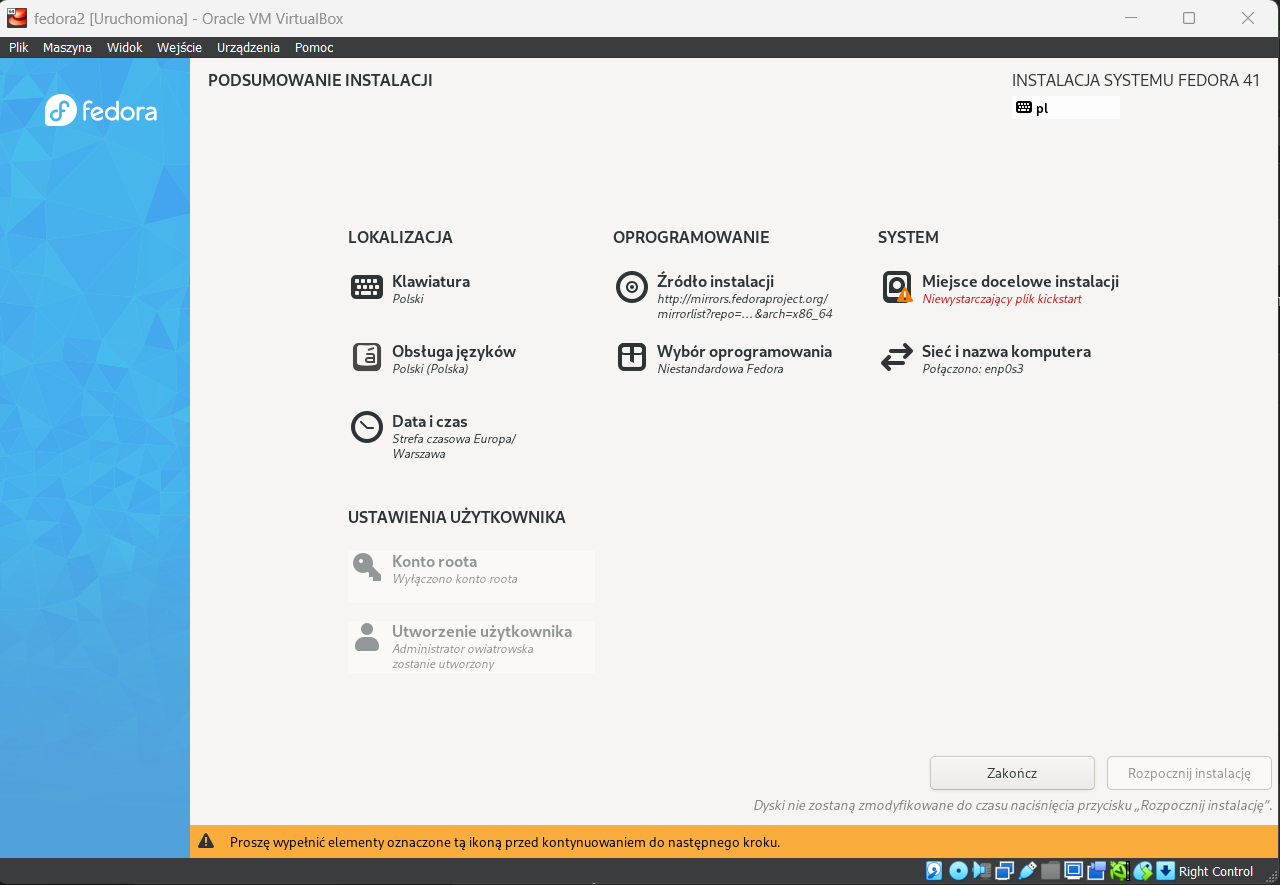 fedora2 [Uruchomiona] - Oracle VM VirtualBox
Plik Maszyna Widok Wejście Urządzenia Pomoc
fedora
PODSUMOWANIE INSTALACJI
INSTALACJA SYSTEMU FEDORA 41
pl
LOKALIZACJA
Klawiatura
Polski
Obsługa języków
Polski (Polska)
Data i czas
Strefa czasowa Europa/
Warszawa
OPROGRAMOWANIE
Źródło instalacji
http://mirrors.fedoraproject.org/
mirrorlist?repo=…&arch=x86_64
Wybór oprogramowania
Niestandardowa Fedora
SYSTEM
Miejsce docelowe instalacji
Niewystarczający plik kickstart
Sieć i nazwa komputera
Połączono: enp0s3
USTAWIENIA UŻYTKOWNIKA
Konto roota
Wyłączono konto roota
Utworzenie użytkownika
Administrator owiatrowska
zostanie utworzony
Zakończ
Rozpocznij instalację
Dyski nie zostaną zmodyfikowane do czasu naciśnięcia przycisku „Rozpocznij instalację”.
Proszę wypełnić elementy oznaczone tą ikoną przed kontynuowaniem do następnego kroku.
Right Control